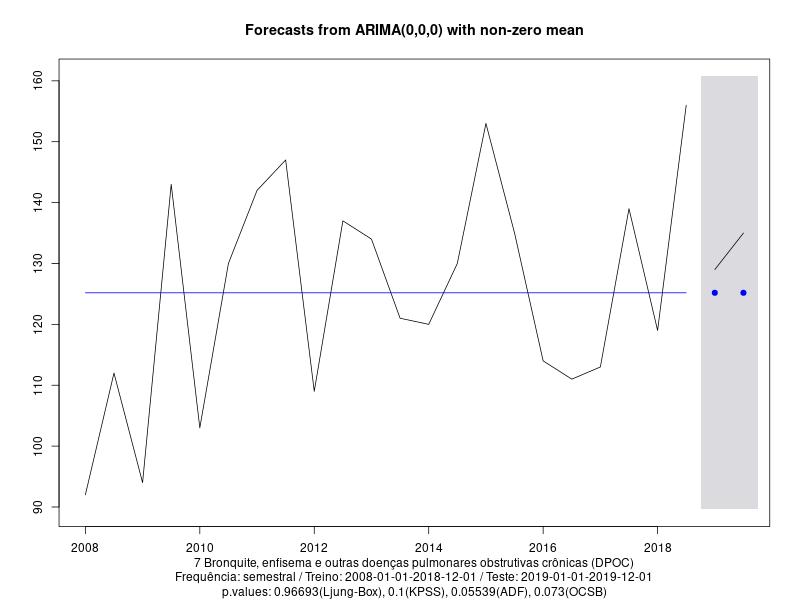 Forecasts from ARIMA(0,0,0) with non-zero mean
160
150
140
130
120
110
100
90
2008 2010 2012 2014 2016 2018
7 Bronquite, enfisema e outras doenças pulmonares obstrutivas crônicas (DPOC)
Frequência: semestral / Treino: 2008-01-01-2018-12-01 / Teste: 2019-01-01-2019-12-01
p.values: 0.96693(Ljung-Box), 0.1(KPSS), 0.05539(ADF), 0.073(OCSB)